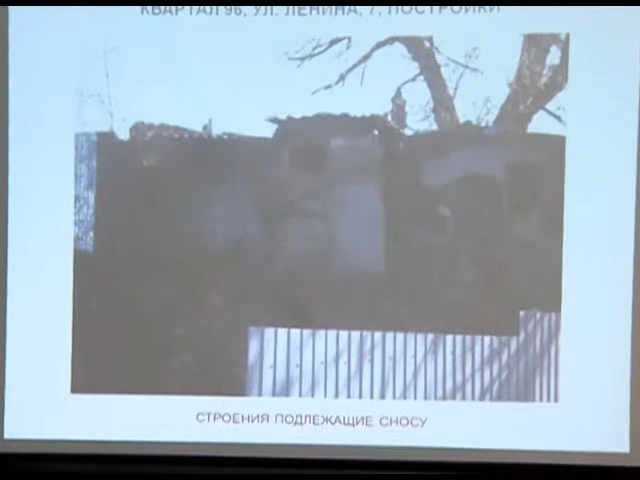 КВАРТАЛ 96, УЛ. ЛЕНИНА, 7, ПОСТРОЙКИ
СТРОЕНИЯ ПОДЛЕЖАЩИЕ СНОСУ